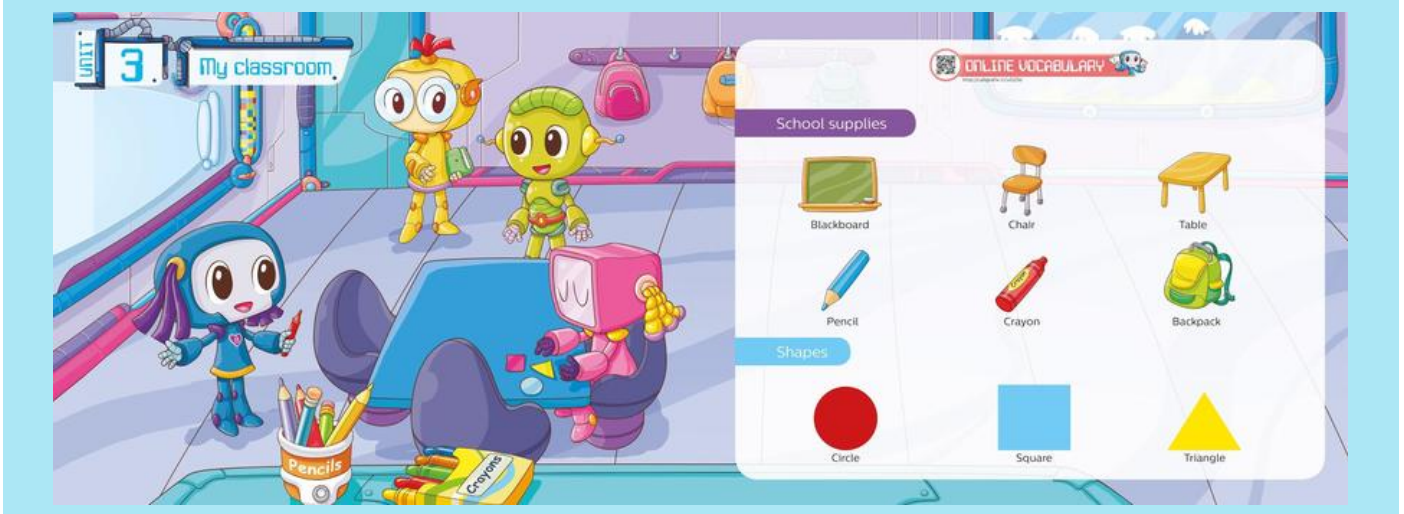 UNIT
3.
My classroom.
ONLINE VOCABULARY
School supplies
Blackboard
Chair
Table
Pencil
Crayon
Backpack
Shapes
Circle
Square
Triangle
Pencils
Crayons